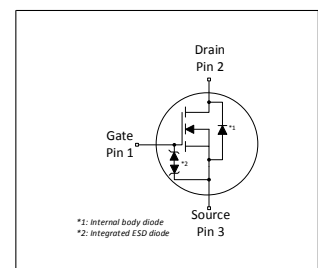 Drain
Pin 2
*1
Gate
Pin 1
*2
Source
Pin 3
*1: Internal body diode
*2: Integrated ESD diode